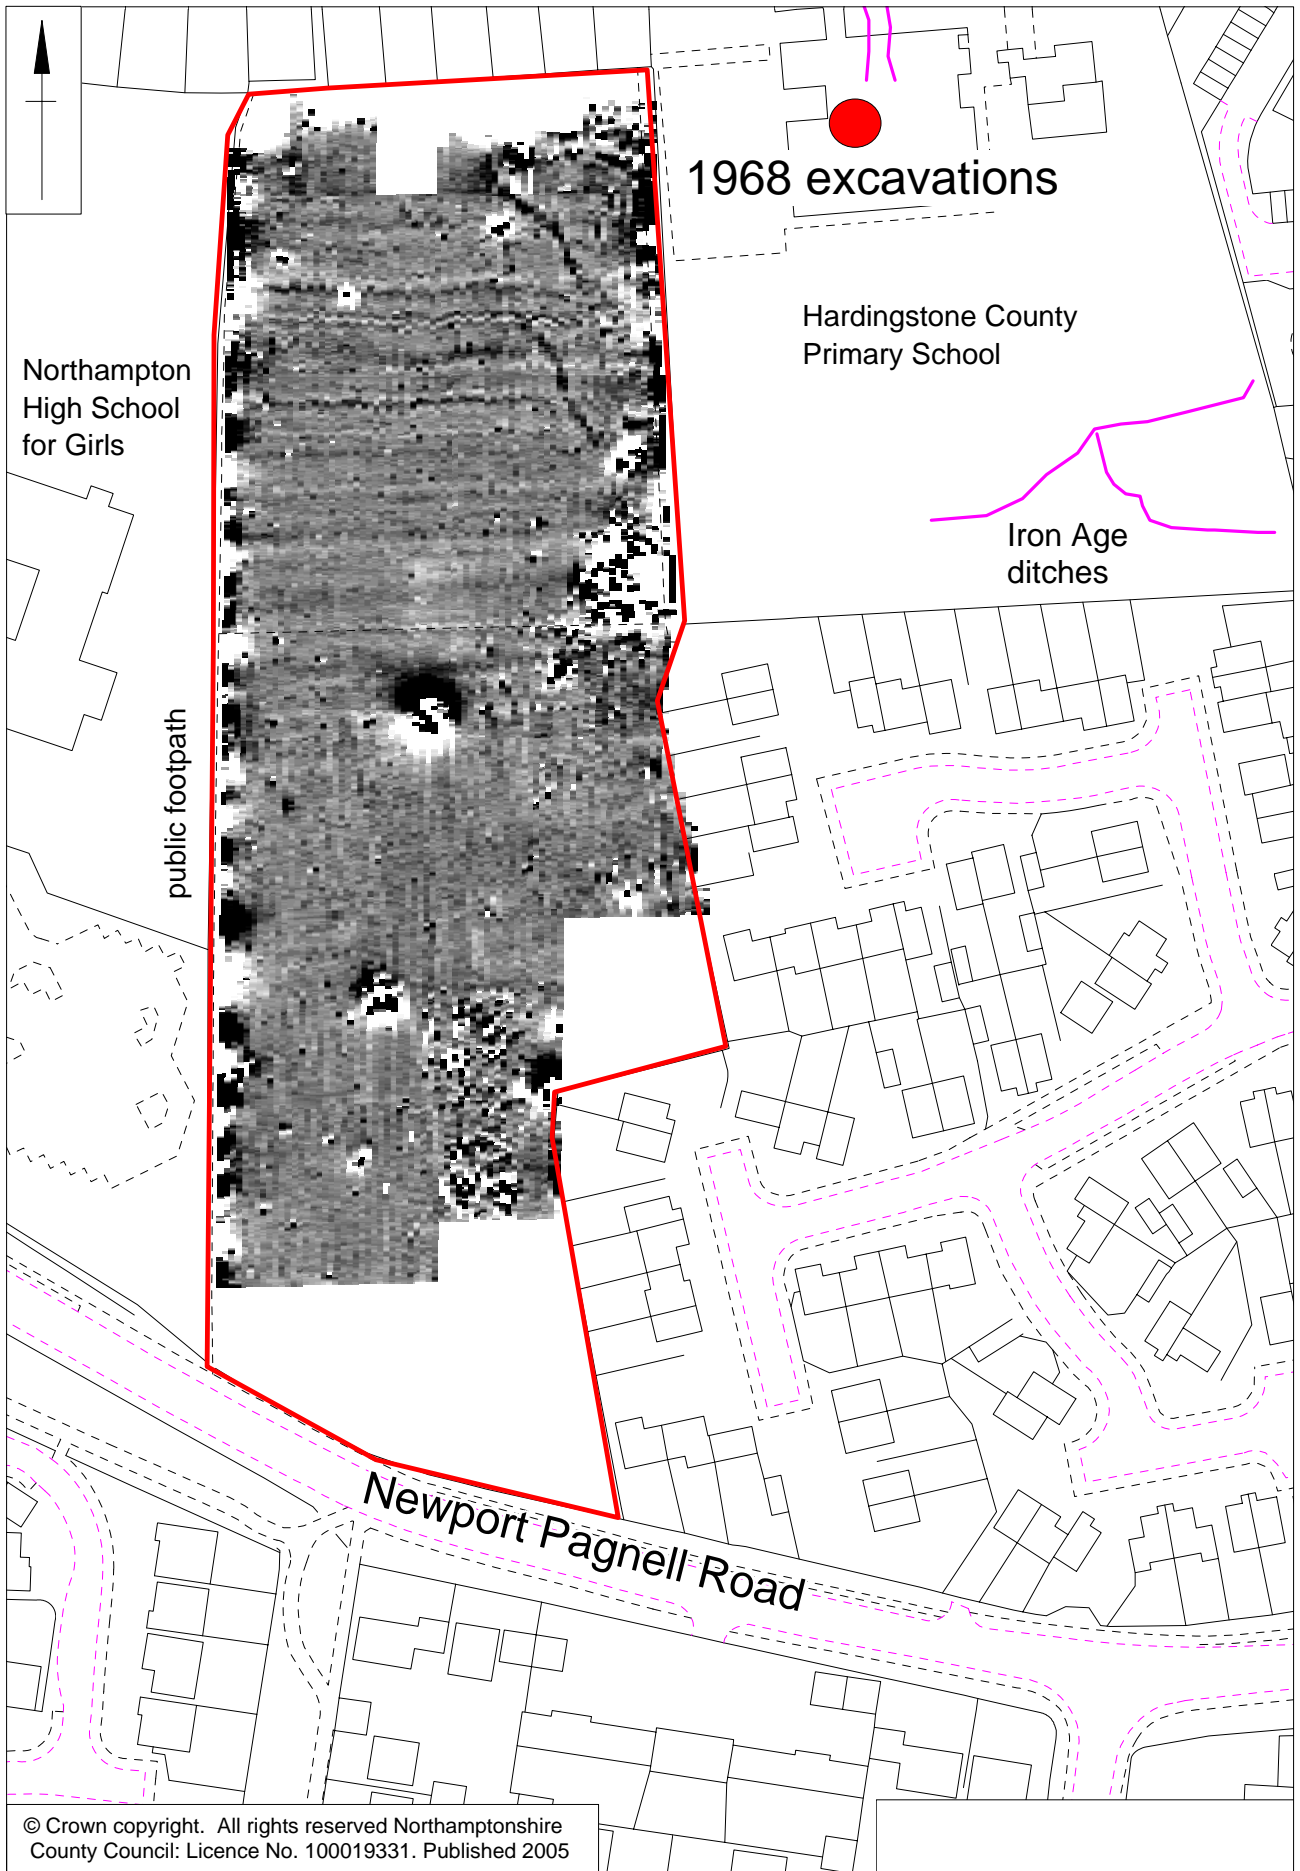 1968 excavations
Hardingstone County
Primary School
Northampton
High School
for Girls
Iron Age
ditches
public footpath
Newport Pagnell Road
© Crown copyright. All rights reserved Northamptonshire
County Council: Licence No. 100019331. Published 2005